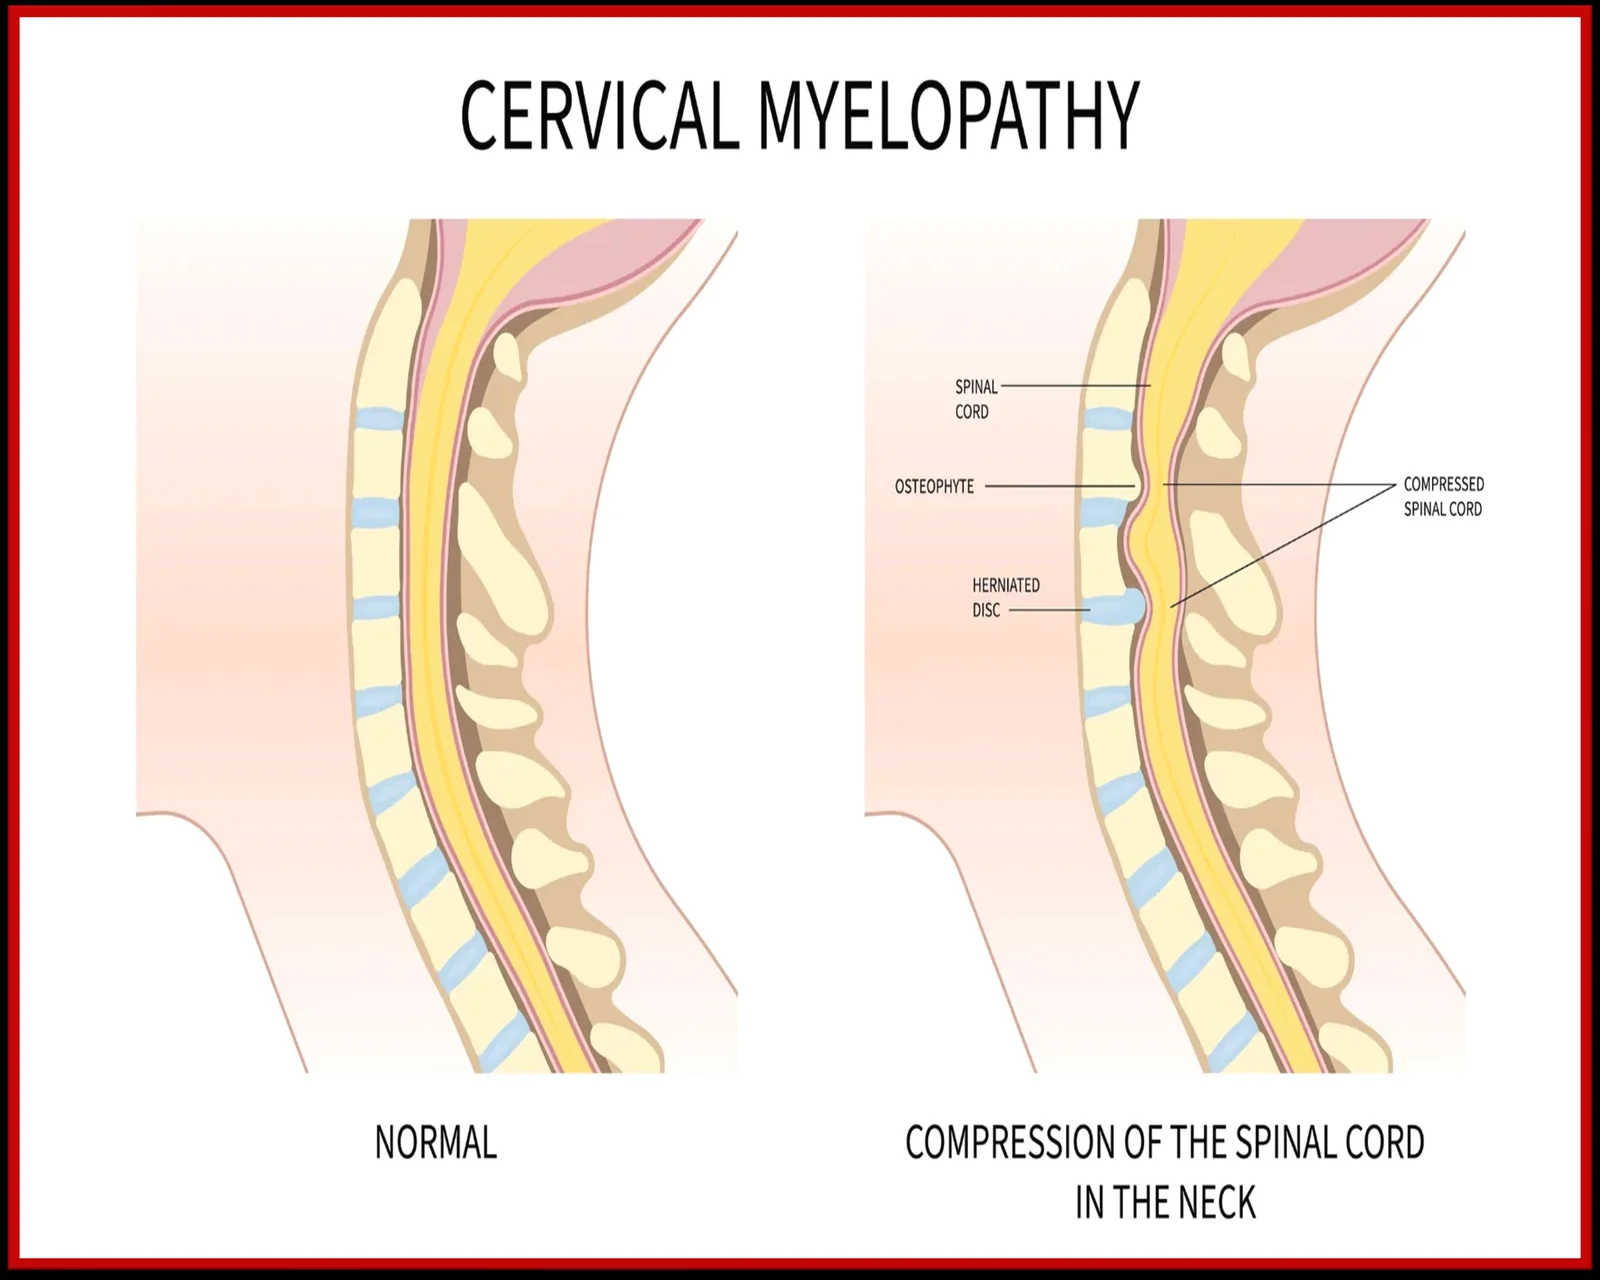 CERVICAL MYELOPATHY
SPINAL
CORD
OSTEOPHYTE
HERNIATED
DISC
COMPRESSED
SPINAL CORD
NORMAL
COMPRESSION OF THE SPINAL CORD
IN THE NECK